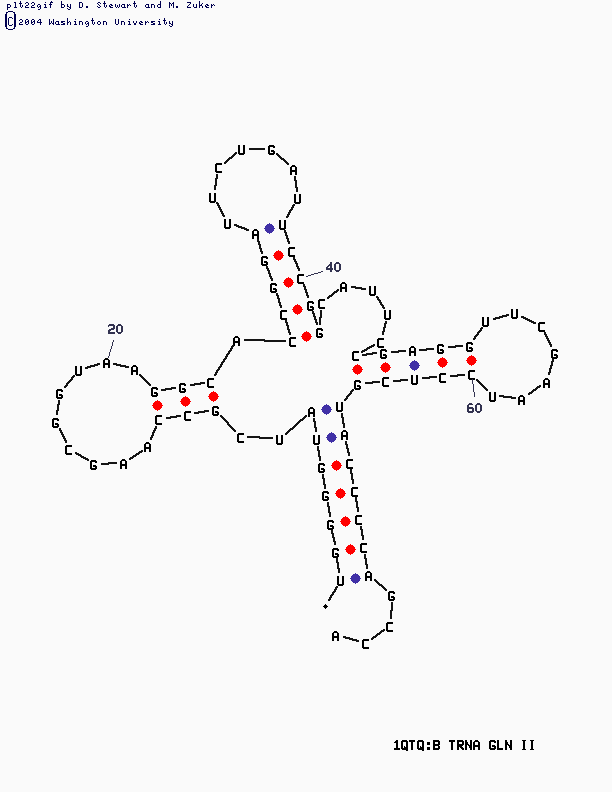 plt22gif by D. Stewart and M. Zuker
© 2004 Washington University
U G G G G U A U C G C C A A G C G G U A
20
A G G C A C C G G A U U C U G A U U C C
40
G G C A U U C C G A G G U U C G A A U C
60
C U C G U A C C C C A G C C A
1QTQ:B TRNA GLN II